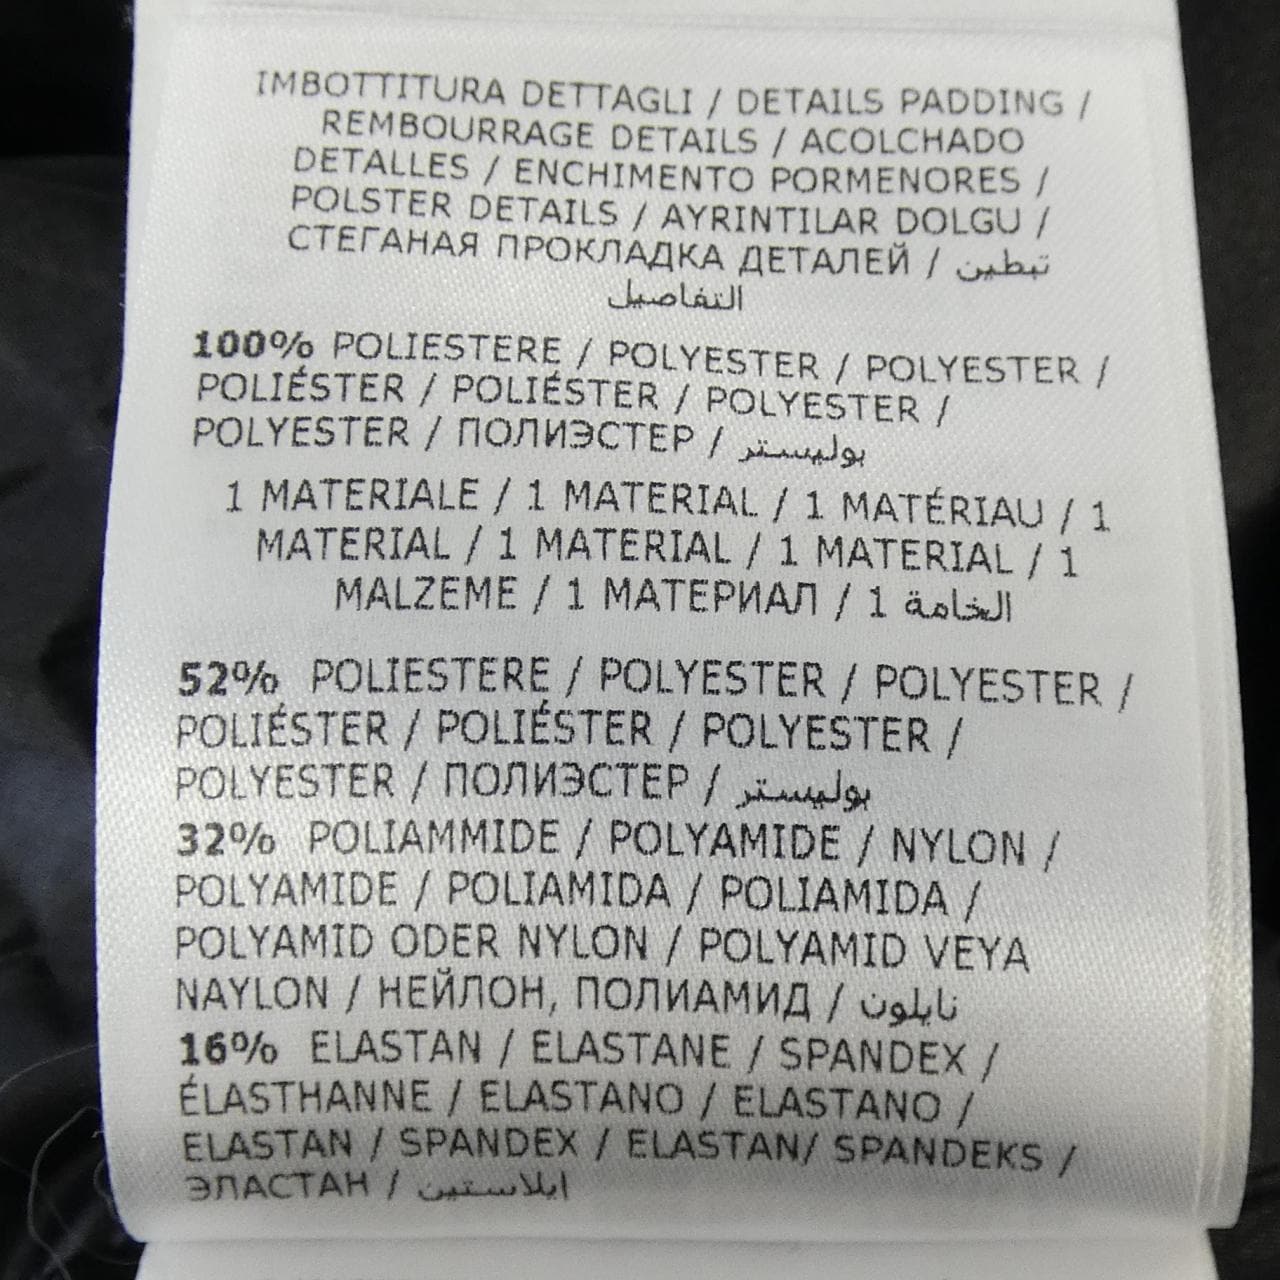 IMBOTTITURA DETTAGLI / DETAILS PADDING /
REMBOURRAGE DETAILS / ACOLCHADO
DETALLES / ENCHIMENTO PORMENORES /
POLSTER DETAILS / AYRINTILAR DOLGU /
СТЕГАНАЯ ПРОКЛАДКА ДЕТАЛЕЙ / تبطين
التفاصيل
100% POLIESTERE / POLYESTER / POLYESTER /
POLIÉSTER / POLIÉSTER / POLYESTER /
POLYESTER / ПОЛИЭСТЕР / بوليستر
1 MATERIALE / 1 MATERIAL / 1 MATÉRIAU / 1
MATERIAL / 1 MATERIAL / 1 MATERIAL / 1
MALZEME / 1 МАТЕРИАЛ / 1 الخامة
52% POLIESTERE / POLYESTER / POLYESTER /
POLIÉSTER / POLIÉSTER / POLYESTER /
POLYESTER / ПОЛИЭСТЕР / بوليستر
32% POLIAMMIDE / POLYAMIDE / NYLON /
POLYAMIDE / POLIAMIDA / POLIAMIDA /
POLYAMID ODER NYLON / POLYAMID VEYA
NAYLON / НЕЙЛОН, ПОЛИАМИД / نايلون
16% ELASTAN / ELASTANE / SPANDEX /
ÉLASTHANNE / ELASTANO / ELASTANO /
ELASTAN / SPANDEX / ELASTAN/ SPANDEKS /
ЭЛАСТАН / ايلاستين